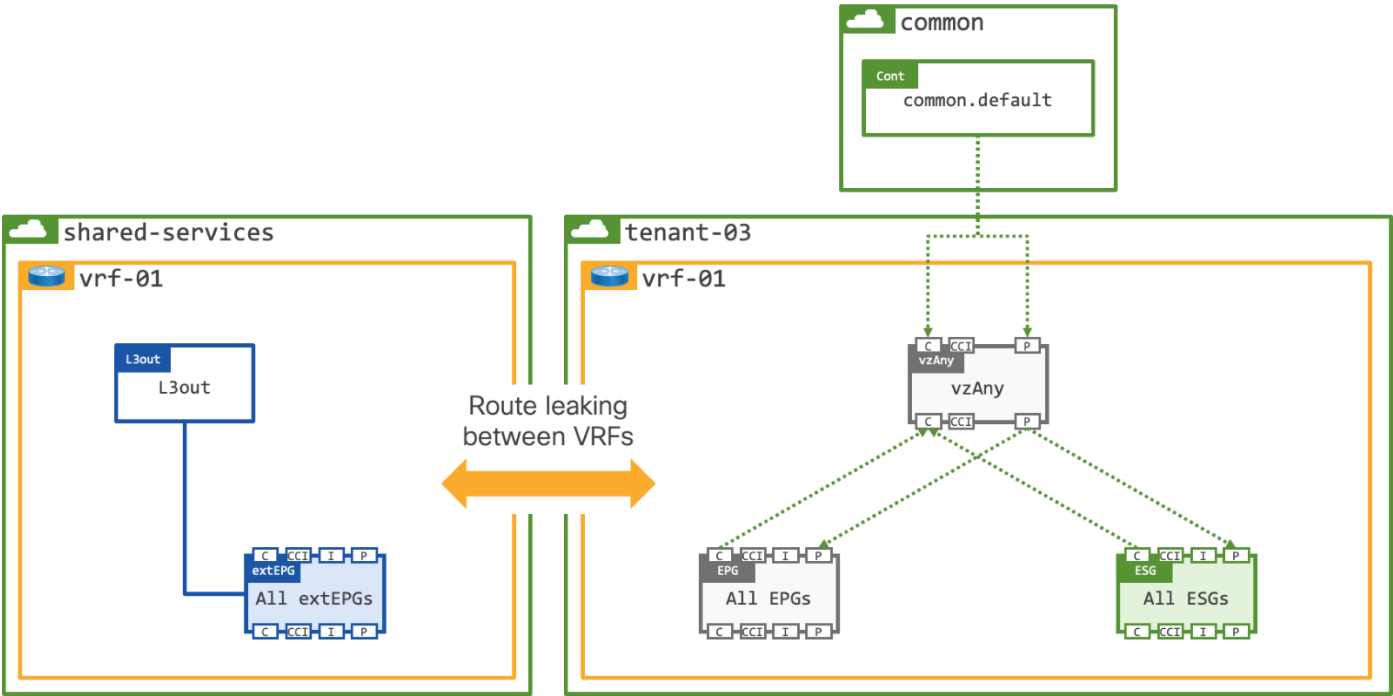 common
Cont
common.default
shared-services
vrf-01
L3out
L3out
extEPG
All extEPGs
C CCI I P
C CCI I P
Route leaking
between VRFs
tenant-03
vrf-01
C CCI P
vzAny
vzAny
C CCI P
C CCI I P
EPG
All EPGs
C CCI I P
C CCI I P
ESG
All ESGs
C CCI I P